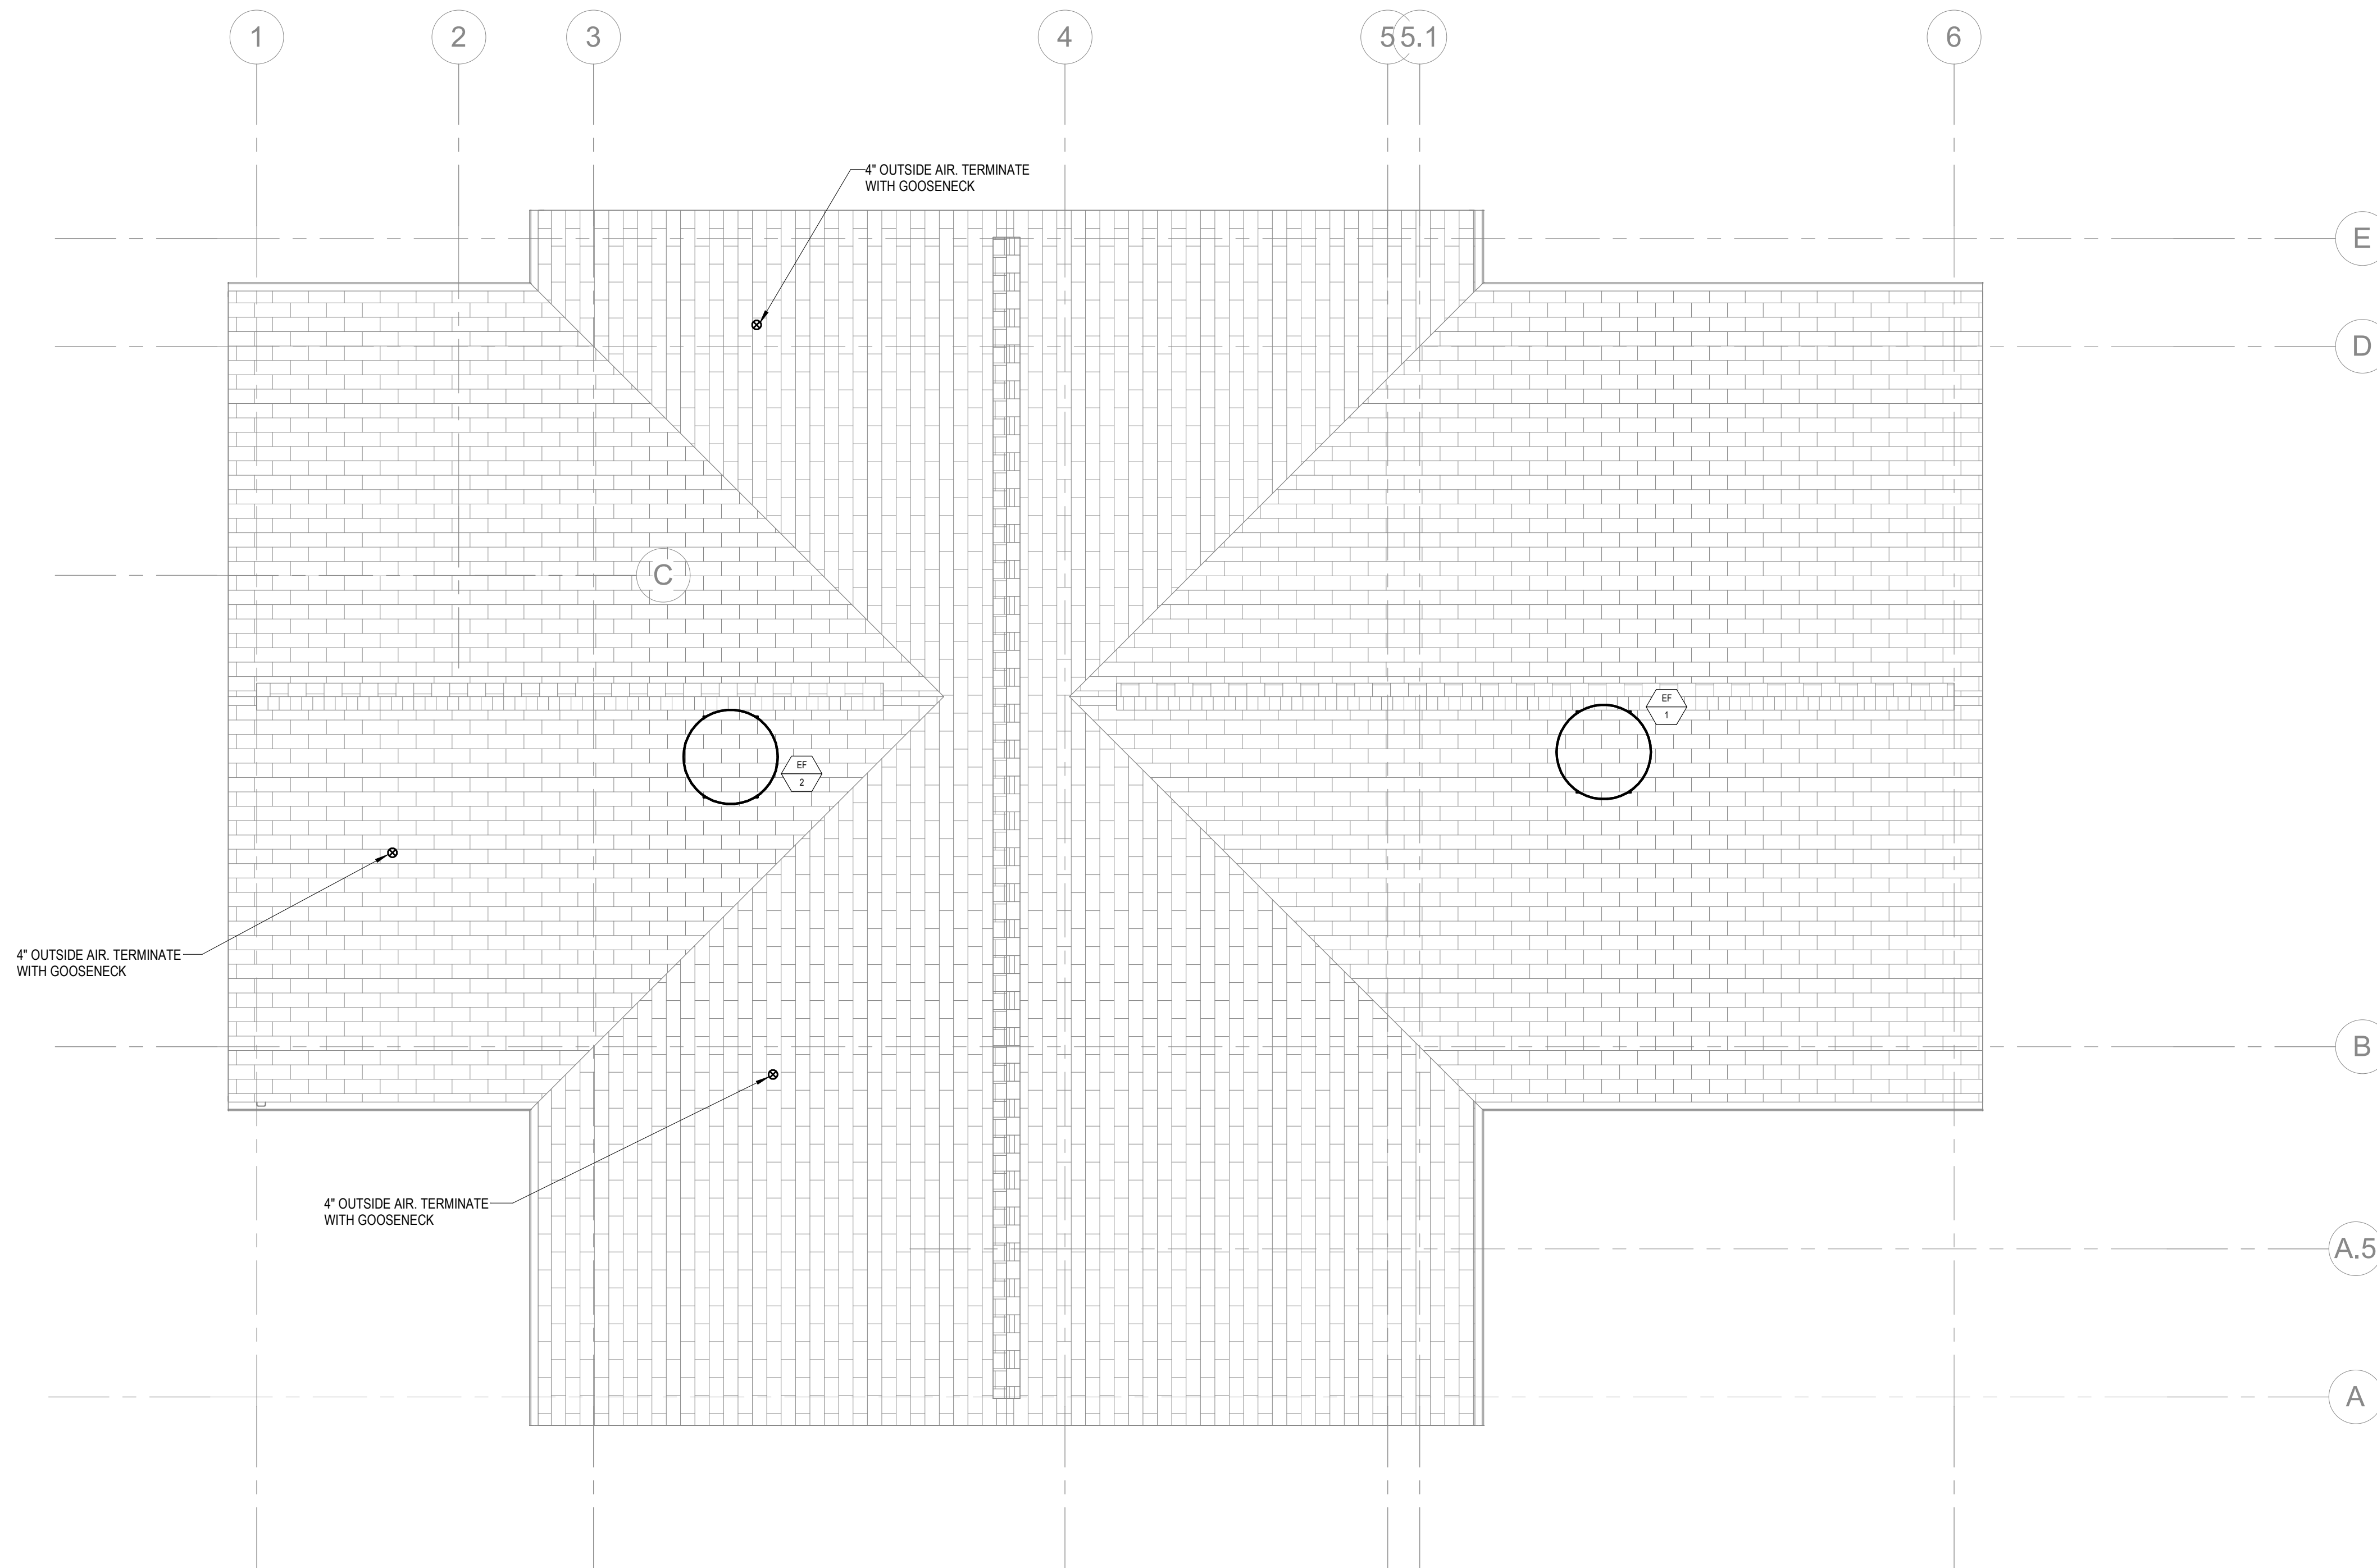 1
2
3
4
5
5.1
6
4" OUTSIDE AIR. TERMINATE
WITH GOOSENECK
E
D
C
EF
1
EF
2
4" OUTSIDE AIR. TERMINATE
WITH GOOSENECK
B
4" OUTSIDE AIR. TERMINATE
WITH GOOSENECK
A.5
A